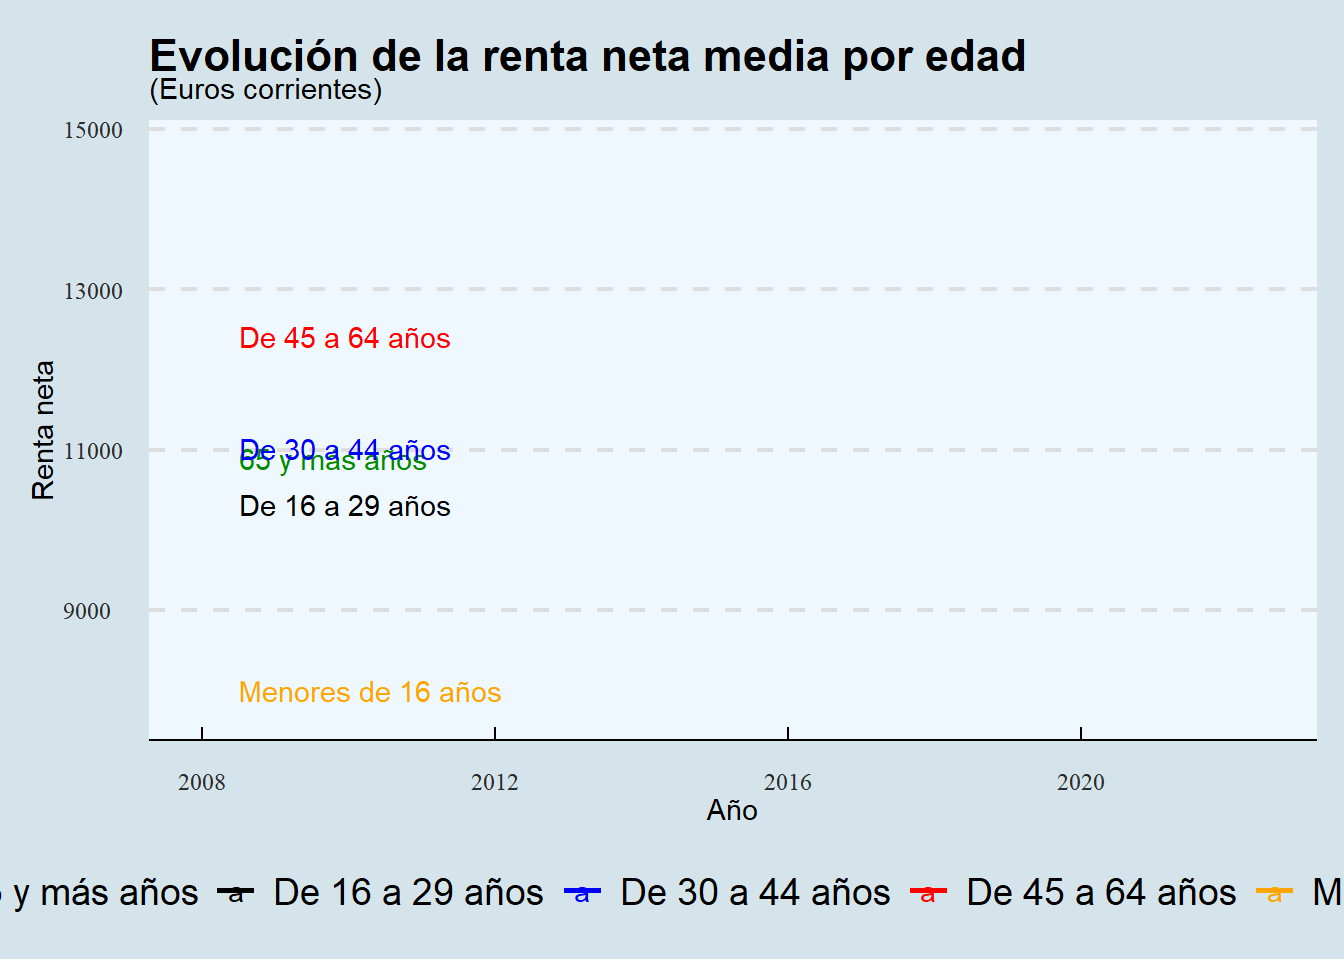 Evolución de la renta neta media por edad
(Euros corrientes)
15000
13000
De 45 a 64 años
Renta neta
11000
De 30 a 44 años
65 y más años
De 16 a 29 años
9000
Menores de 16 años
2008 2012 2016 2020
Año
y más años a De 16 a 29 años a De 30 a 44 años a De 45 a 64 años a M